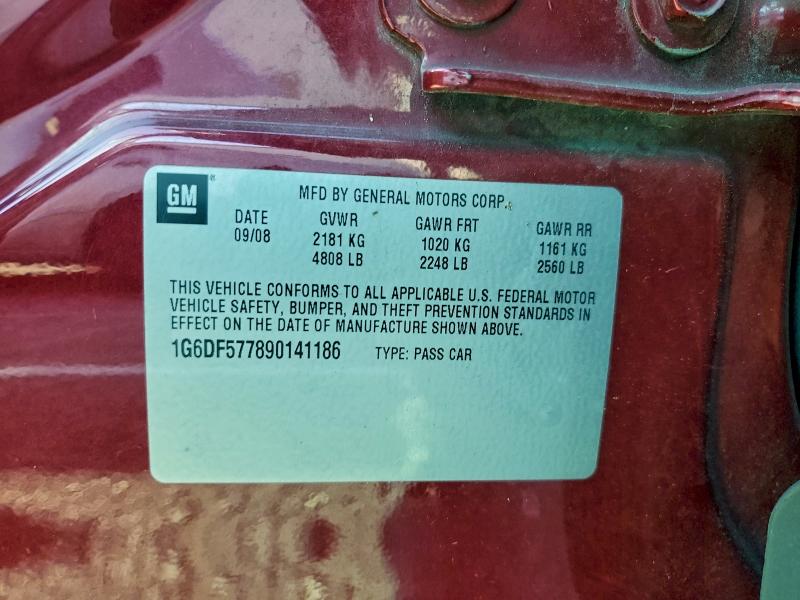 GM
MFD BY GENERAL MOTORS CORP.
DATE GVWR GAWR FRT GAWR RR
09/08 2181 KG 1020 KG 1161 KG
4808 LB 2248 LB 2560 LB
THIS VEHICLE CONFORMS TO ALL APPLICABLE U.S. FEDERAL MOTOR
VEHICLE SAFETY, BUMPER, AND THEFT PREVENTION STANDARDS IN
EFFECT ON THE DATE OF MANUFACTURE SHOWN ABOVE.
1G6DF577890141186 TYPE: PASS CAR